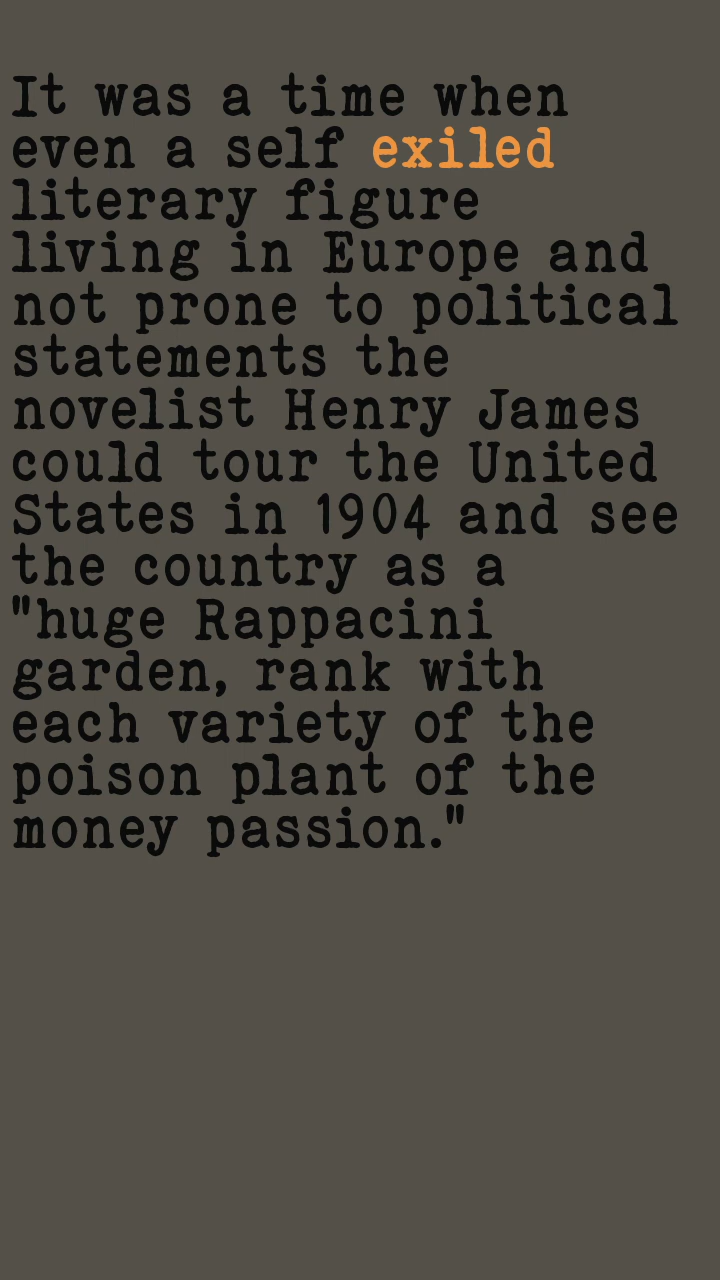 It was a time when
even a self exiled
literary figure
living in Europe and
not prone to political
statements the
novelist Henry James
could tour the United
States in 1904 and see
the country as a
"huge Rappacini
garden, rank with
each variety of the
poison plant of the
money passion."